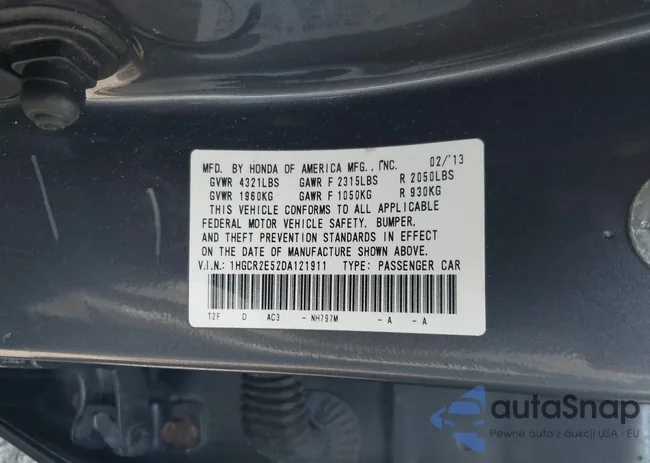 MFD. BY HONDA OF AMERICA MFG., INC. 02/'13
GVWR 4321LBS GAWR F 2315LBS R 2050LBS
GVWR 1960KG GAWR F 1050KG R 930KG
THIS VEHICLE CONFORMS TO ALL APPLICABLE
FEDERAL MOTOR VEHICLE SAFETY, BUMPER,
AND THEFT PREVENTION STANDARDS IN EFFECT
ON THE DATE OF MANUFACTURE SHOWN ABOVE.
V.I.N.: 1HGCR2E52DA121911 TYPE: PASSENGER CAR
T2F D AC3 - NH797M - A - A
autoSnap
Pewne auta z aukcji USA i EU